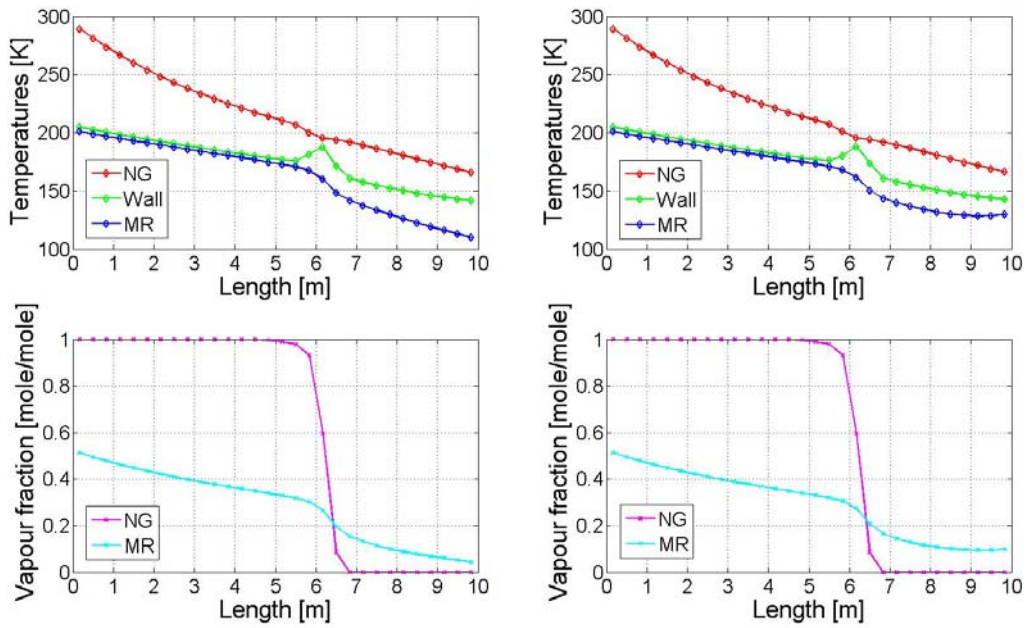 Temperatures [K]
300
250
200
150
100
NG
Wall
MR
0 1 2 3 4 5 6 7 8 9 10
Length [m]
Temperatures [K]
300
250
200
150
100
NG
Wall
MR
0 1 2 3 4 5 6 7 8 9 10
Length [m]
Vapour fraction [mole/mole]
1
0.8
0.6
0.4
0.2
0
NG
MR
0 1 2 3 4 5 6 7 8 9 10
Length [m]
Vapour fraction [mole/mole]
1
0.8
0.6
0.4
0.2
0
NG
MR
0 1 2 3 4 5 6 7 8 9 10
Length [m]